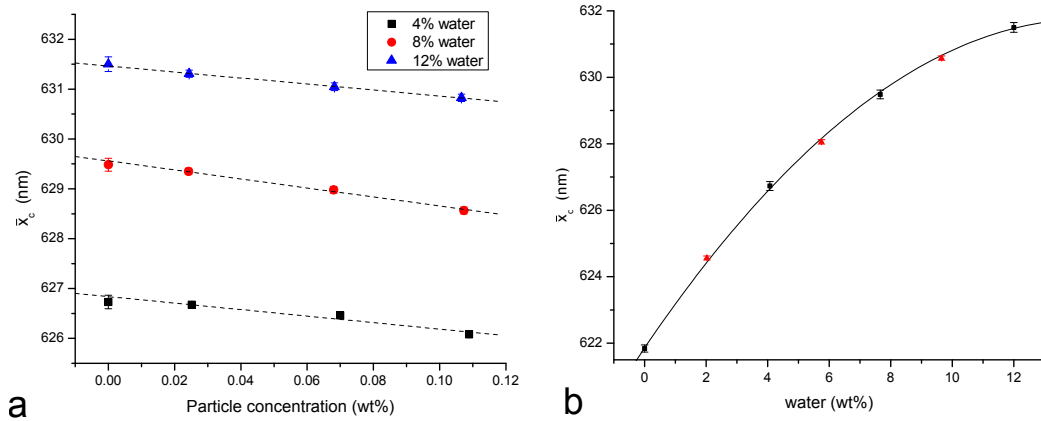 4% water
8% water
12% water
632
631
630
629
628
627
626
x̄c (nm)
0.00 0.02 0.04 0.06 0.08 0.10 0.12
Particle concentration (wt%)
a
632
630
628
626
624
622
x̄c (nm)
0 2 4 6 8 10 12
water (wt%)
b